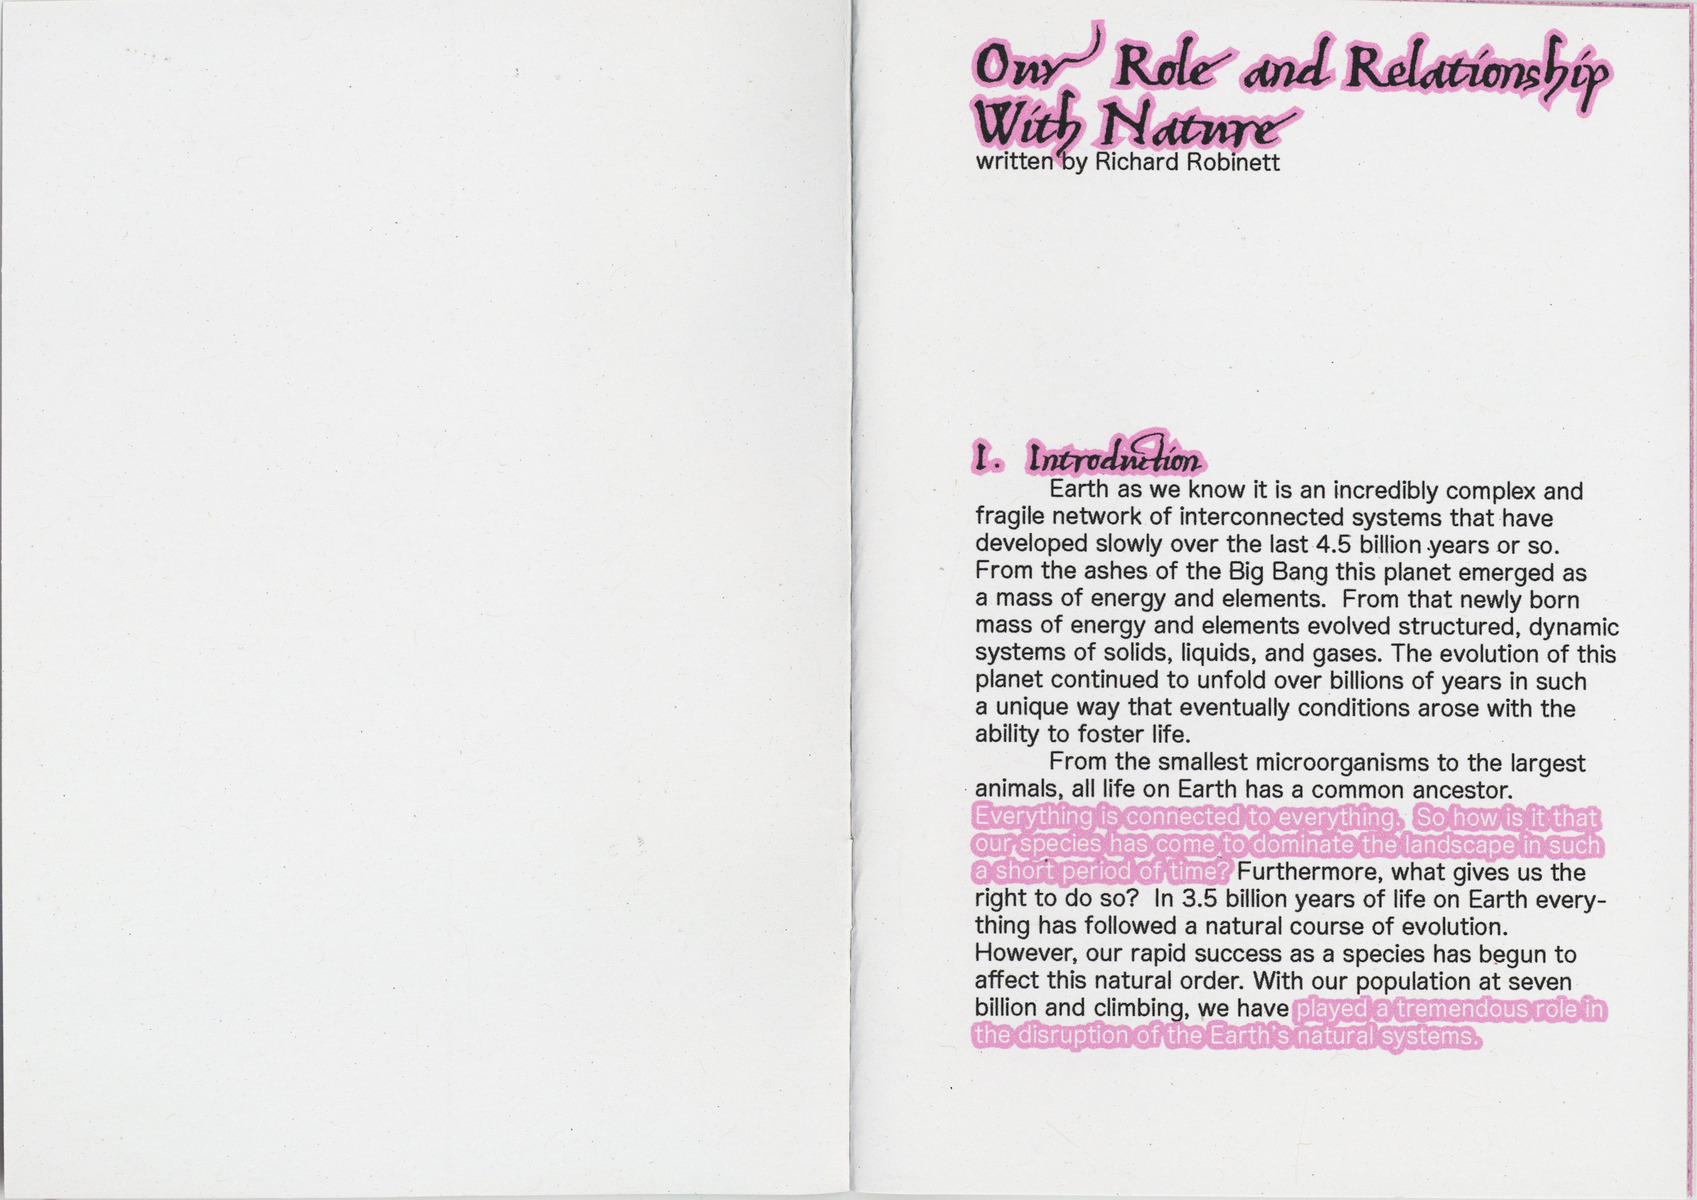 Our Role and Relationship
With Nature
written by Richard Robinett
I. Introduction
Earth as we know it is an incredibly complex and
fragile network of interconnected systems that have
developed slowly over the last 4.5 billion years or so.
From the ashes of the Big Bang this planet emerged as
a mass of energy and elements.  From that newly born
mass of energy and elements evolved structured, dynamic
systems of solids, liquids, and gases. The evolution of this
planet continued to unfold over billions of years in such
a unique way that eventually conditions arose with the
ability to foster life.
From the smallest microorganisms to the largest
animals, all life on Earth has a common ancestor.
Everything is connected to everything.  So how is it that
our species has come to dominate the landscape in such
a short period of time? Furthermore, what gives us the
right to do so?  In 3.5 billion years of life on Earth every-
thing has followed a natural course of evolution.
However, our rapid success as a species has begun to
affect this natural order. With our population at seven
billion and climbing, we have played a tremendous role in
the disruption of the Earth's natural systems.